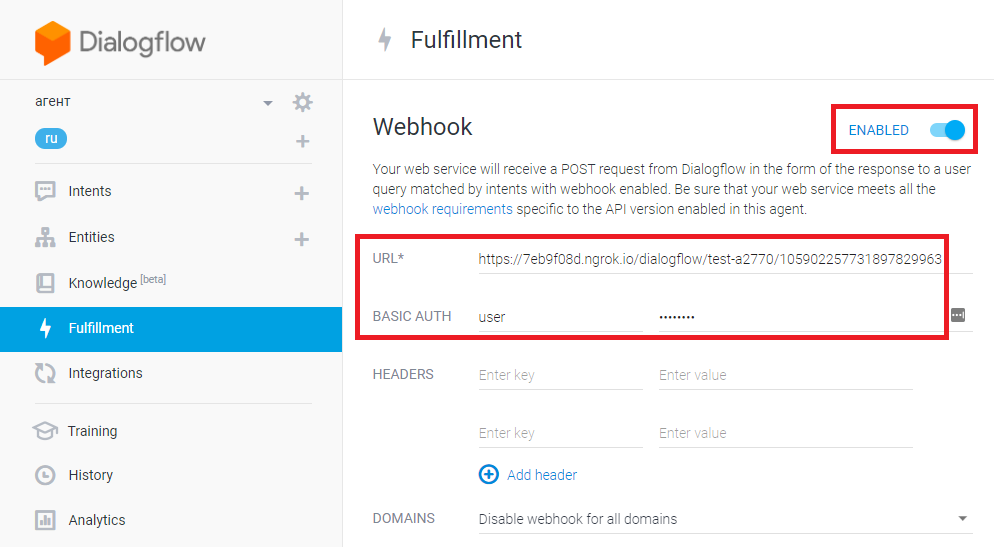 Dialogflow
Fulfillment
агент
ru
Intents
Entities
Knowledge [beta]
Fulfillment
Integrations
Training
History
Analytics
Webhook
ENABLED
Your web service will receive a POST request from Dialogflow in the form of the response to a user
query matched by intents with webhook enabled. Be sure that your web service meets all the
webhook requirements specific to the API version enabled in this agent.
URL* https://7eb9f08d.ngrok.io/dialogflow/test-a2770/105902257731897829963
BASIC AUTH user ••••••••
HEADERS Enter key Enter value
Enter key Enter value
Add header
DOMAINS Disable webhook for all domains